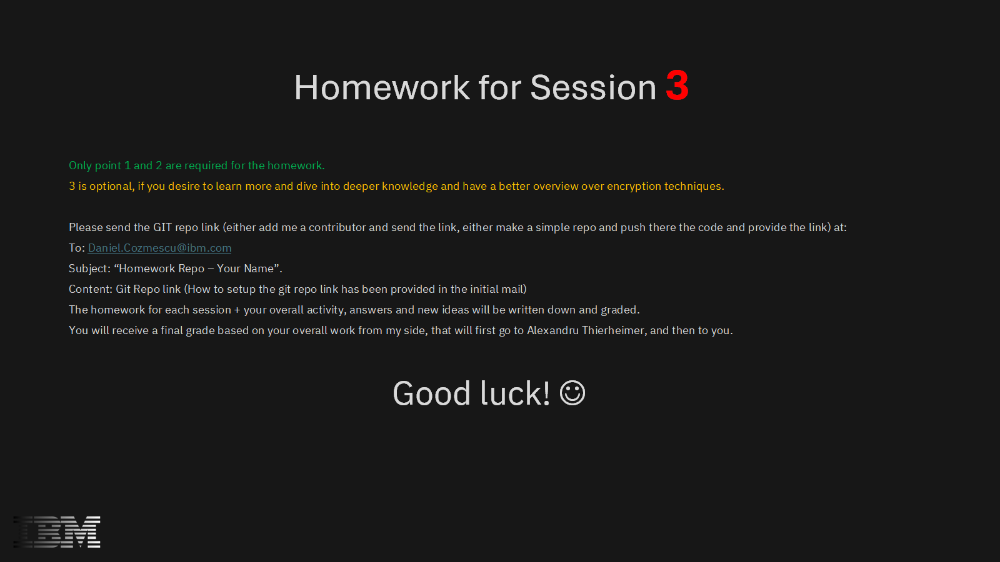 Homework for Session 3
Only point 1 and 2 are required for the homework.
3 is optional, if you desire to learn more and dive into deeper knowledge and have a better overview over encryption techniques.
Please send the GIT repo link (either add me a contributor and send the link, either make a simple repo and push there the code and provide the link) at:
To: Daniel.Cozmescu@ibm.com
Subject: “Homework Repo – Your Name”.
Content: Git Repo link (How to setup the git repo link has been provided in the initial mail)
The homework for each session + your overall activity, answers and new ideas will be written down and graded.
You will receive a final grade based on your overall work from my side, that will first go to Alexandru Thierheimer, and then to you.
Good luck! ☺
IBM